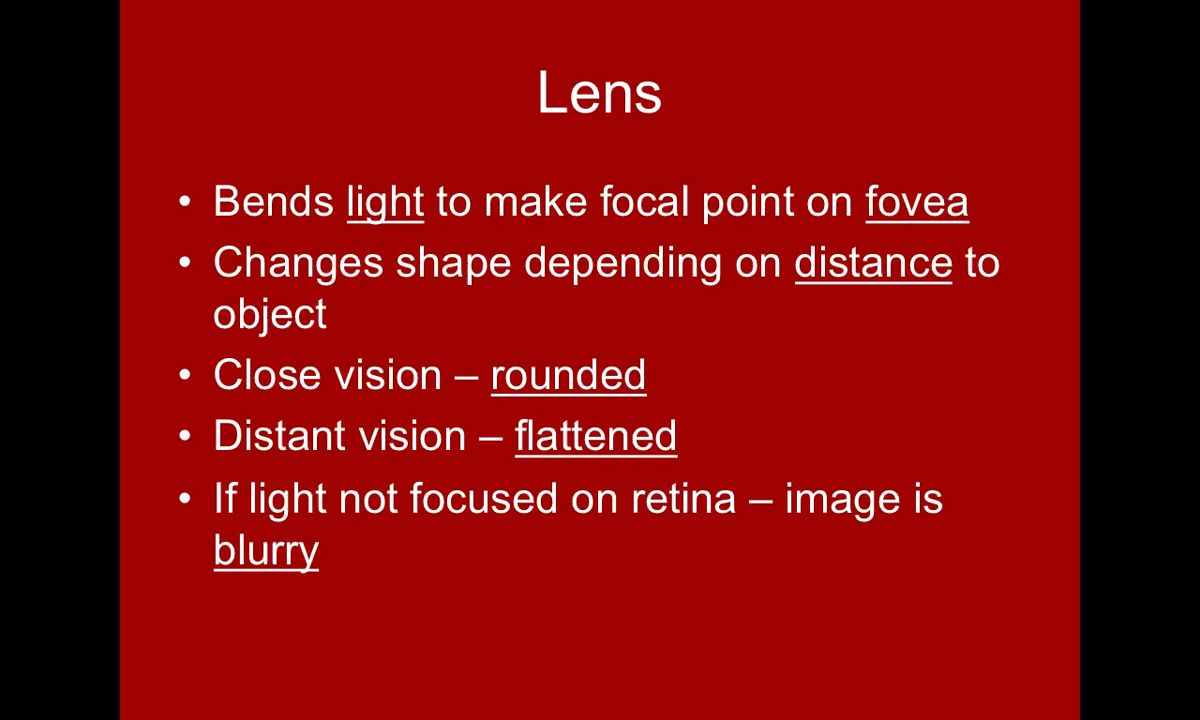 Lens
• Bends light to make focal point on fovea
• Changes shape depending on distance to
object
• Close vision – rounded
• Distant vision – flattened
• If light not focused on retina – image is
blurry